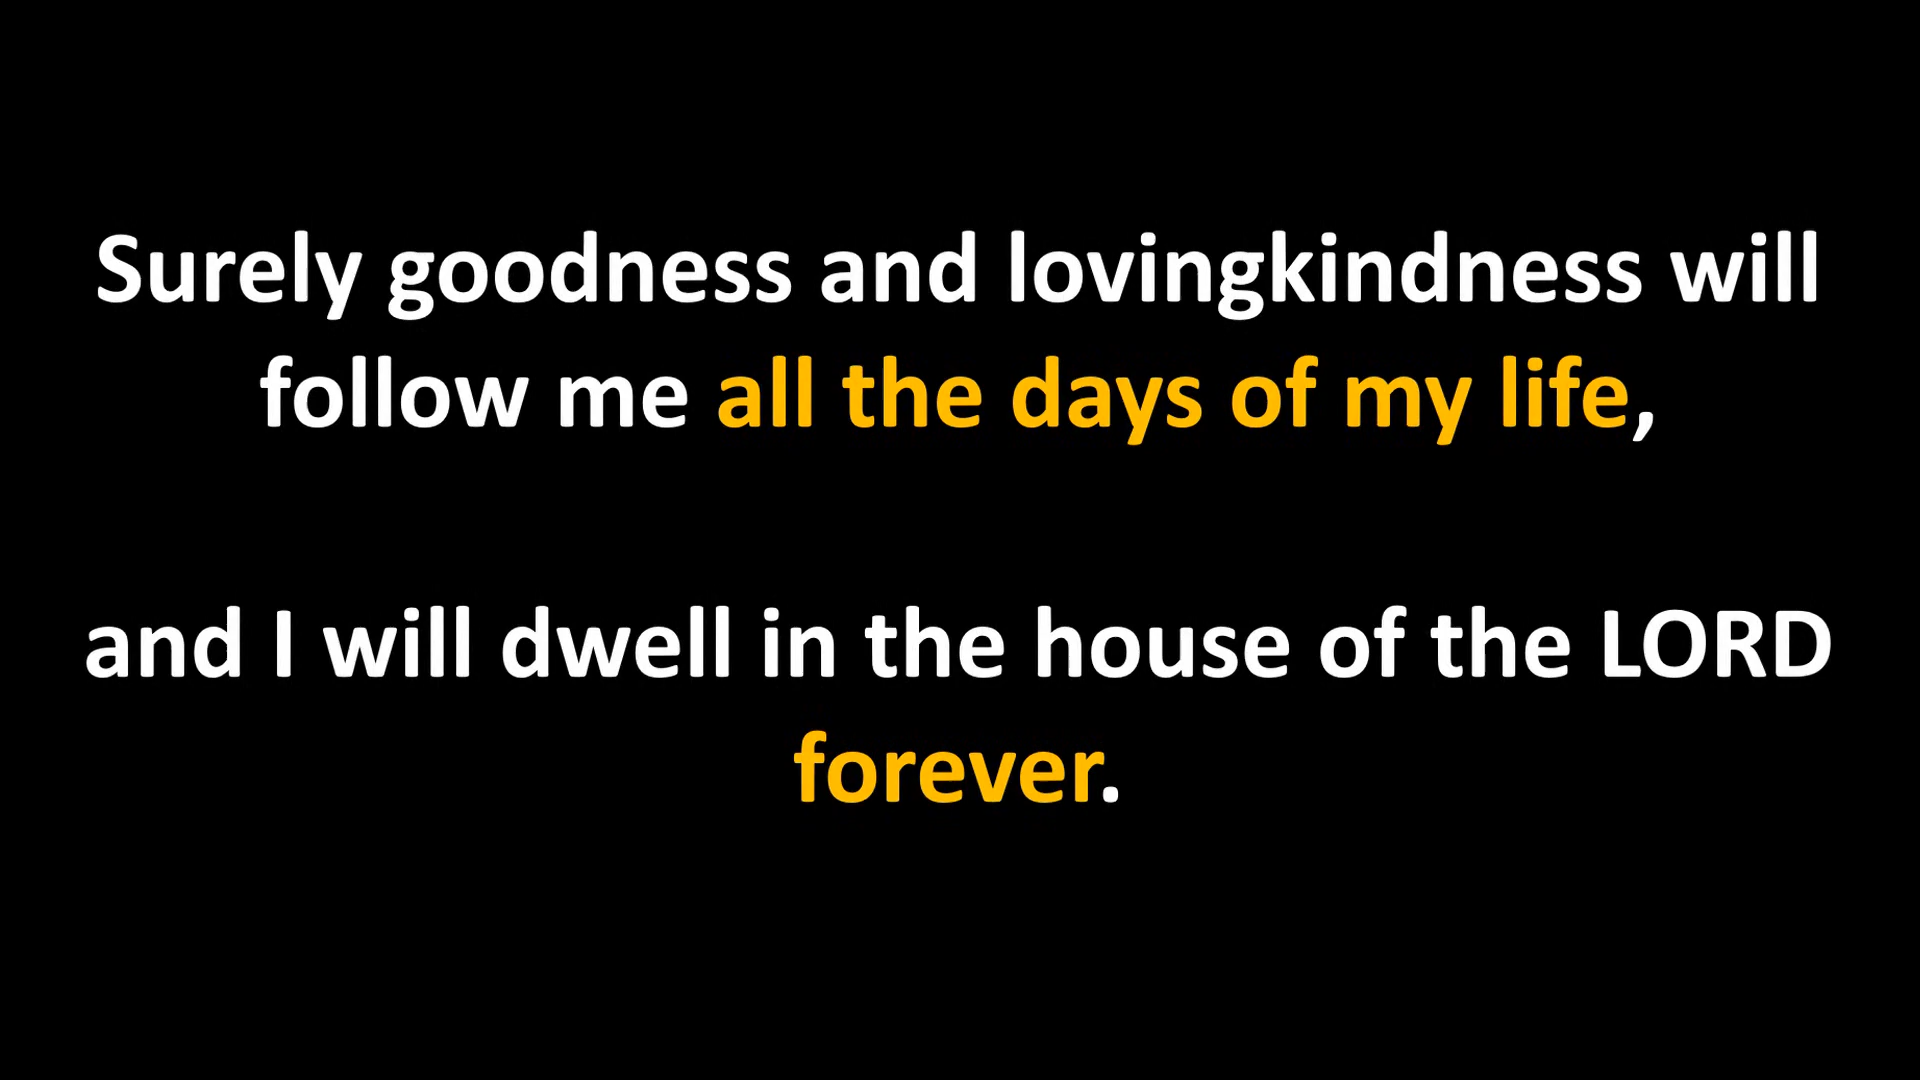 Surely goodness and lovingkindness will
follow me all the days of my life,
and I will dwell in the house of the LORD
forever.